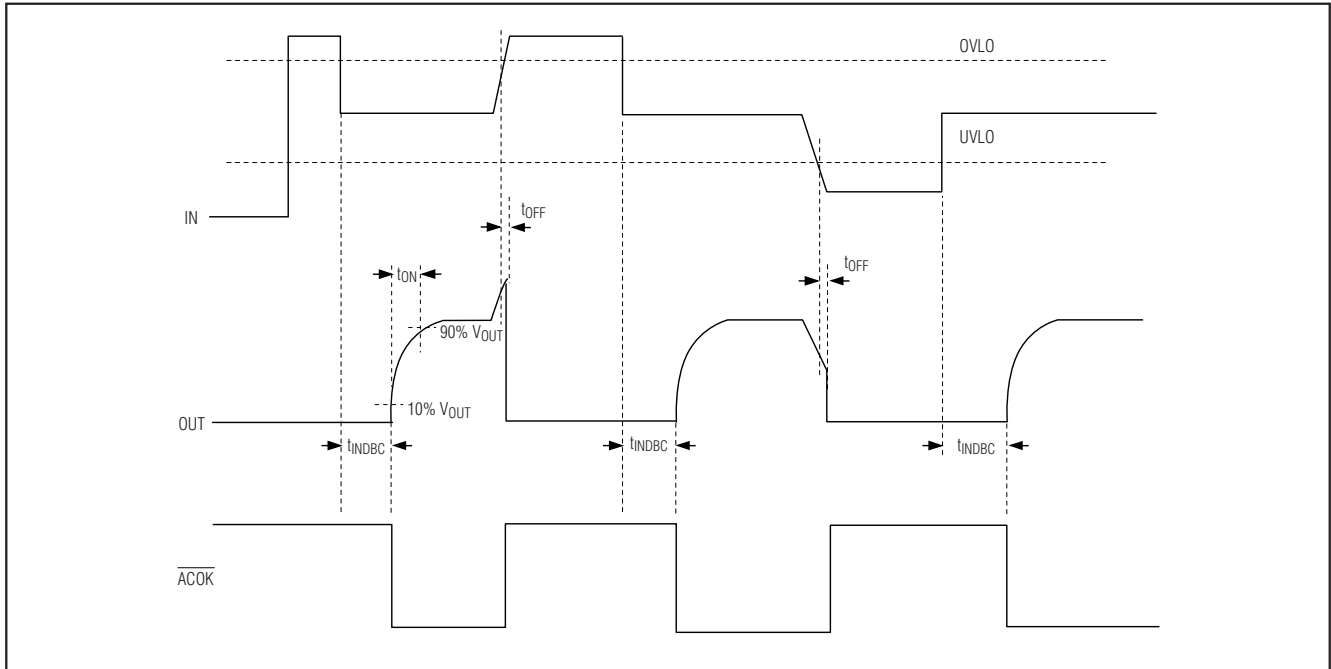 OVLO
UVLO
IN
tOFF
tOFF
tON
90% VOUT
10% VOUT
OUT
tINDBC
tINDBC
tINDBC
ACOK